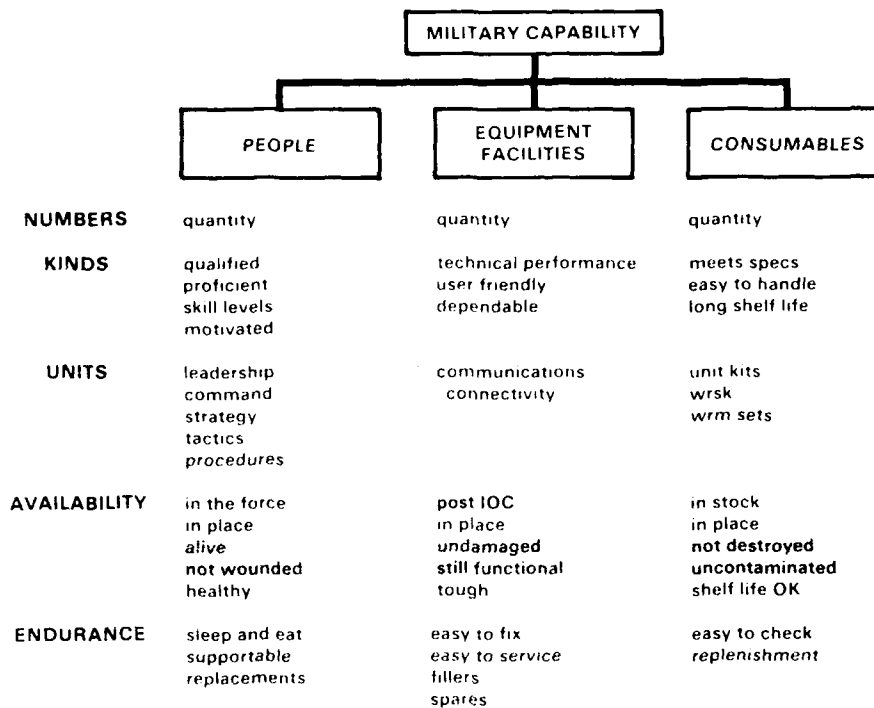 MILITARY CAPABILITY
PEOPLE
EQUIPMENT
FACILITIES
CONSUMABLES
NUMBERS quantity quantity quantity
KINDS qualified technical performance meets specs
proficient user friendly easy to handle
skill levels dependable long shelf life
motivated
UNITS leadership communications unit kits
command connectivity wrsk
strategy wrm sets
tactics
procedures
AVAILABILITY in the force post IOC in stock
in place in place in place
alive undamaged not destroyed
not wounded still functional uncontaminated
healthy tough shelf life OK
ENDURANCE sleep and eat easy to fix easy to check
supportable easy to service replenishment
replacements fillers
spares